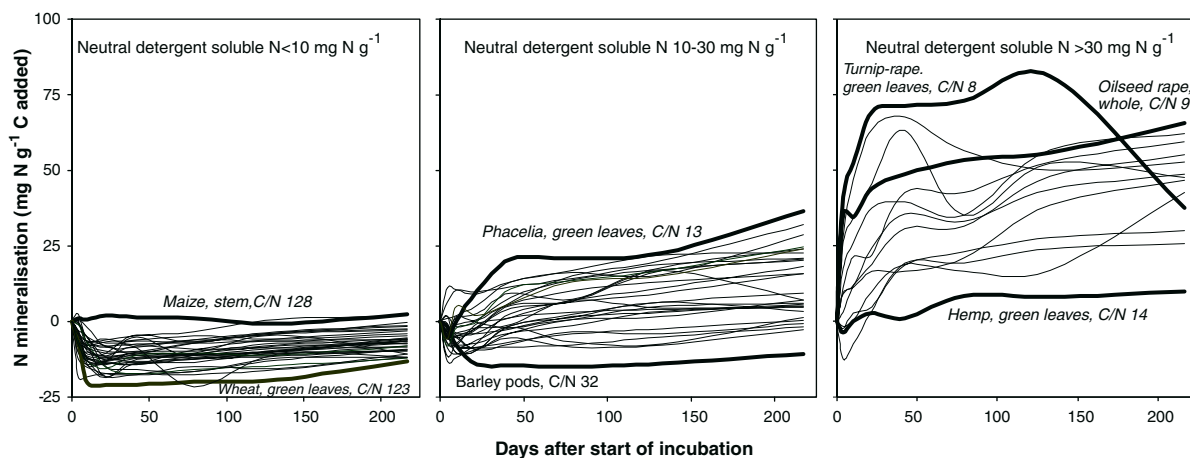 N mineralisation (mg N g⁻¹ C added)
100
75
50
25
0
-25
Neutral detergent soluble N<10 mg N g⁻¹
Maize, stem,C/N 128
Wheat, green leaves, C/N 123
0 50 100 150 200
Neutral detergent soluble N 10-30 mg N g⁻¹
Phacelia, green leaves, C/N 13
Barley pods, C/N 32
0 50 100 150 200
Neutral detergent soluble N >30 mg N g⁻¹
Turnip-rape.
green leaves, C/N 8
Oilseed rape,
whole, C/N 9
Hemp, green leaves, C/N 14
0 50 100 150 200
Days after start of incubation